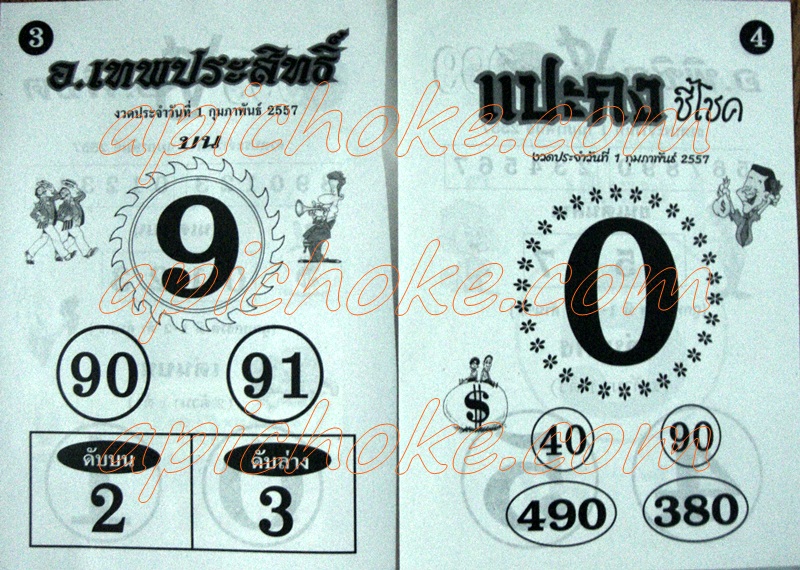 3
อ.เทพประสิทธิ์
งวดประจำวันที่ 1 กุมภาพันธ์ 2557
บน
9
90 91
ดับบน ดับล่าง
2 3
4
แปะกง ชี้โชค
งวดประจำวันที่ 1 กุมภาพันธ์ 2557
0
$
40 90
490 380
apichoke.com
apichoke.com
apichoke.com
apichoke.com